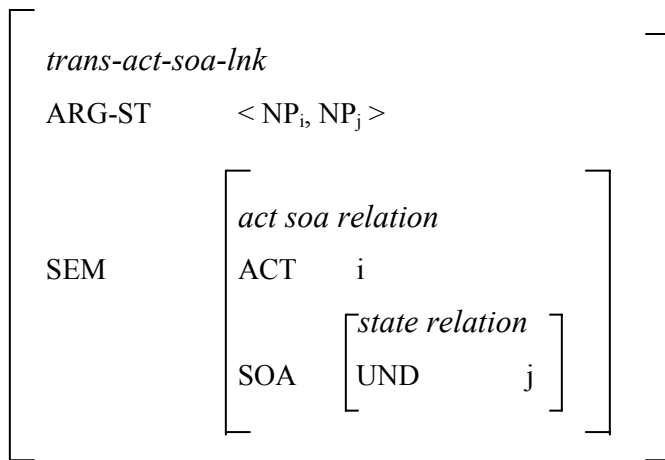 trans-act-soa-lnk
ARG-ST < NPi, NPj >
act soa relation
SEM ACT i
state relation
SOA UND j